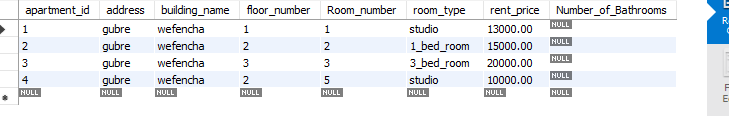 apartment_id address building_name floor_number Room_number room_type rent_price Number_of_Bathrooms
1 gubre wefencha 1 1 studio 13000.00 NULL
2 gubre wefencha 2 2 1_bed_room 15000.00 NULL
3 gubre wefencha 3 3 3_bed_room 20000.00 NULL
4 gubre wefencha 2 5 studio 10000.00 NULL
NULL NULL NULL NULL NULL NULL NULL NULL